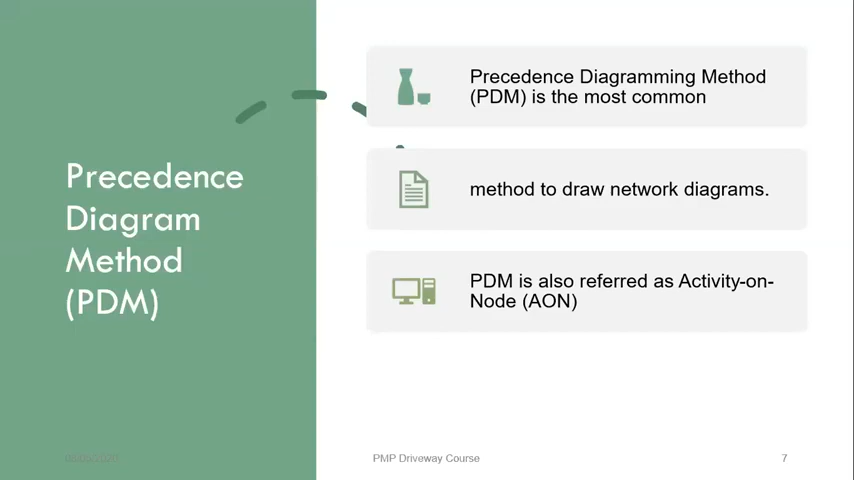 Precedence
Diagram
Method
(PDM)
Precedence Diagramming Method
(PDM) is the most common
method to draw network diagrams.
PDM is also referred as Activity-on-
Node (AON)
PMP Driveway Course
7